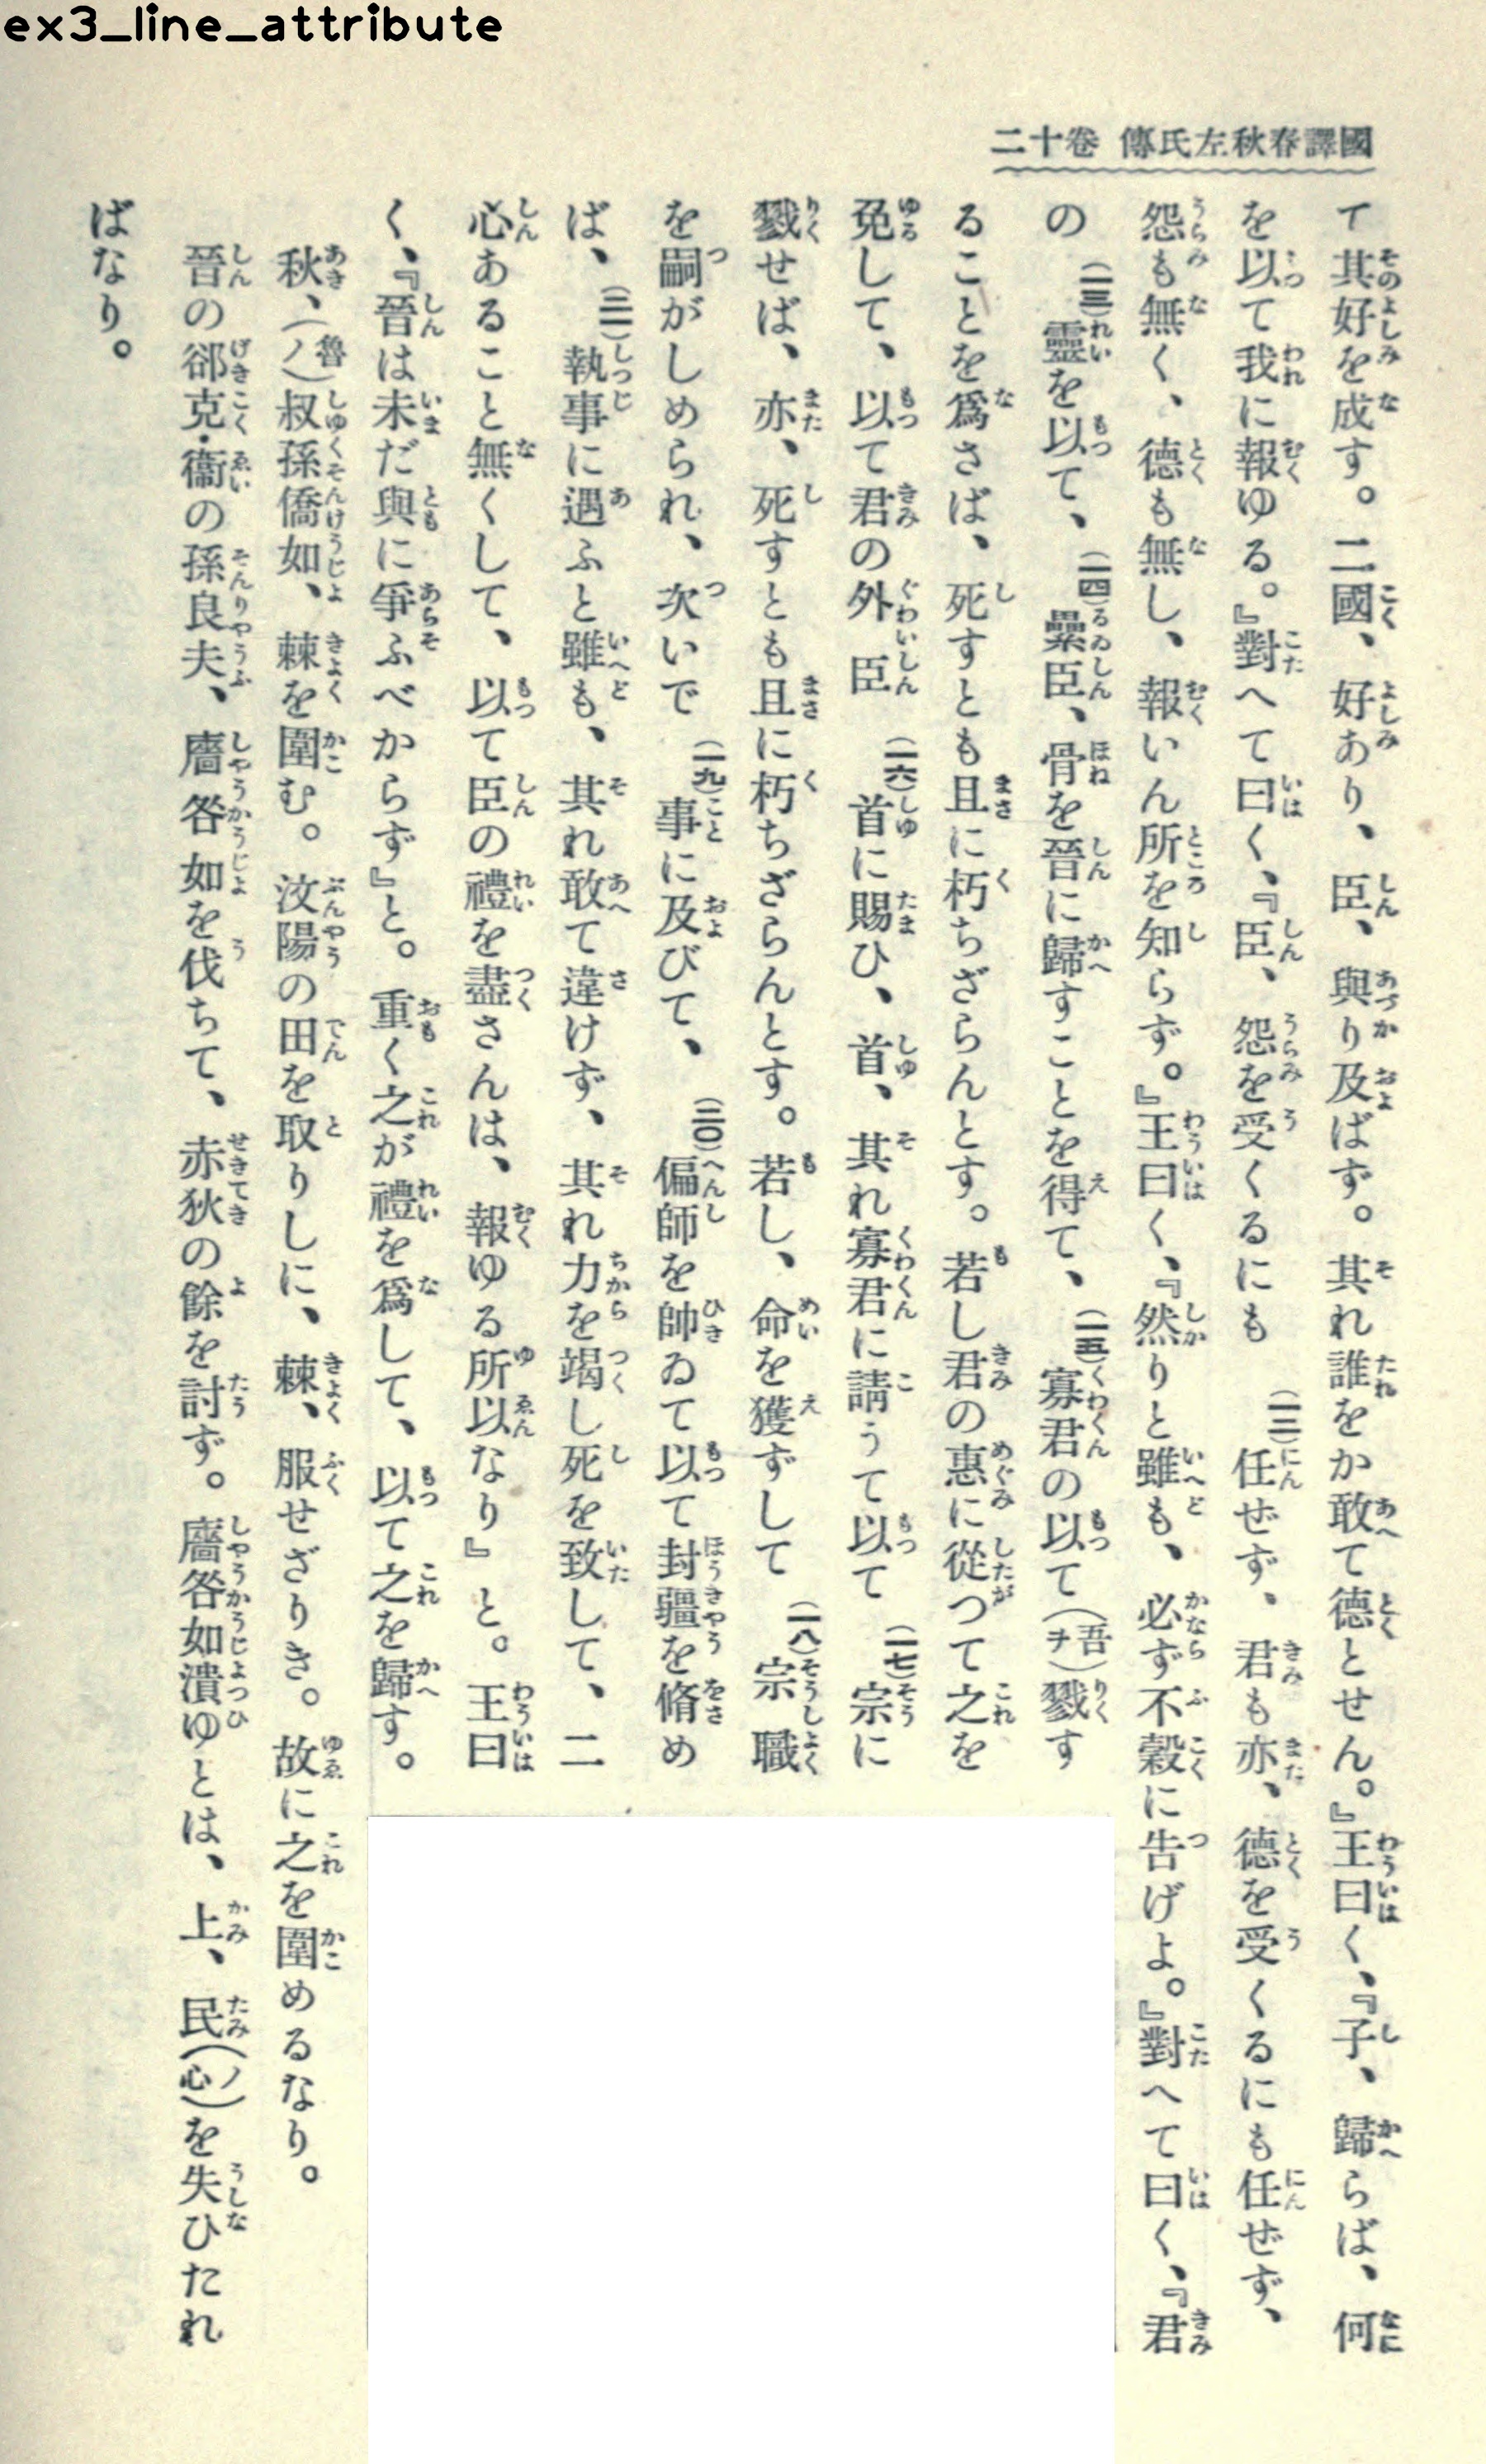 ex3_line_attribute
國譯春秋左氏傳 卷十二
て其好を成す。二國、好あり、臣、與り及ばず。其れ誰をか敢て德とせん。』王曰く、『子、歸らば、何
を以て我に報ゆる。』對へて曰く、『臣、怨を受くるにも(一二)任ぜず、君も亦、德を受くるにも任ぜず、
怨も無く、德も無し、報いん所を知らず。』王曰く、『然りと雖も、必ず不穀に告げよ。』對へて曰く、『君
の(一三)靈を以て、(一四)纍臣、骨を晉に歸すことを得て、(一五)寡君の以て(吾ヲ)戮す
ることを爲さば、死すとも且に朽ちざらんとす。若し君の惠に從つて之を
免して、以て君の外臣(一六)首に賜ひ、首、其れ寡君に請うて以て(一七)宗に
戮せば、亦、死すとも且に朽ちざらんとす。若し、命を獲ずして(一八)宗職
を嗣がしめられ、次いで(一九)事に及びて、(二〇)偏師を帥ゐて以て封疆を脩め
ば、(二一)執事に遇ふと雖も、其れ敢て違けず、其れ力を竭し死を致して、二
心あること無くして、以て臣の禮を盡さんは、報ゆる所以なり』と。王曰
く、『晉は未だ與に爭ふべからず』と。重く之が禮を爲して、以て之を歸す。
秋、(魯ノ)叔孫僑如、棘を圍む。汶陽の田を取りしに、棘、服せざりき。故に之を圍めるなり。
晉の郤克・衞の孫良夫、廧咎如を伐ちて、赤狄の餘を討ず。廧咎如潰ゆとは、上、民(ノ心)を失ひたれ
ばなり。